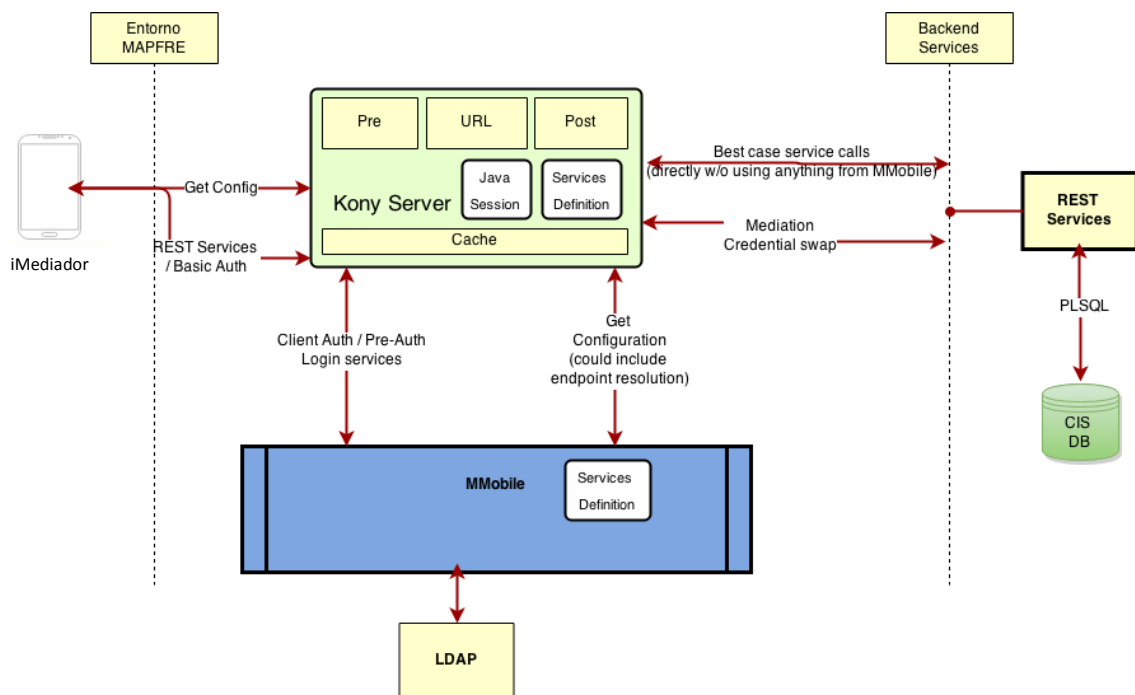 Entorno
MAPFRE
Backend
Services
Pre
URL
Post
Java
Session
Services
Definition
Kony Server
Cache
iMediador
Get Config
REST Services
/ Basic Auth
Best case service calls
(directly w/o using anything from MMobile)
Mediation
Credential swap
REST
Services
PLSQL
CIS
DB
Client Auth / Pre-Auth
Login services
Get
Configuration
(could include
endpoint resolution)
MMobile
Services
Definition
LDAP